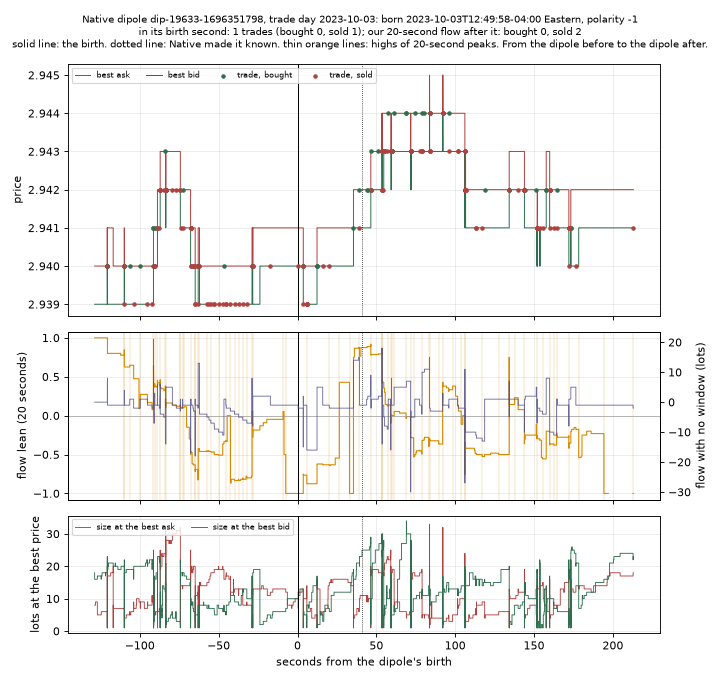 Native dipole dip-19633-1696351798, trade day 2023-10-03: born 2023-10-03T12:49:58-04:00 Eastern, polarity -1
in its birth second: 1 trades (bought 0, sold 1); our 20-second flow after it: bought 0, sold 2
solid line: the birth. dotted line: Native made it known. thin orange lines: highs of 20-second peaks. From the dipole before to the dipole after.
best ask best bid trade, bought trade, sold
2.945
2.944
2.943
2.942
2.941
2.940
2.939
price
1.0
0.5
0.0
−0.5
−1.0
flow lean (20 seconds)
20
10
0
−10
−20
−30
flow with no window (lots)
size at the best ask size at the best bid
30
20
10
0
lots at the best price
−100 −50 0 50 100 150 200
seconds from the dipole's birth